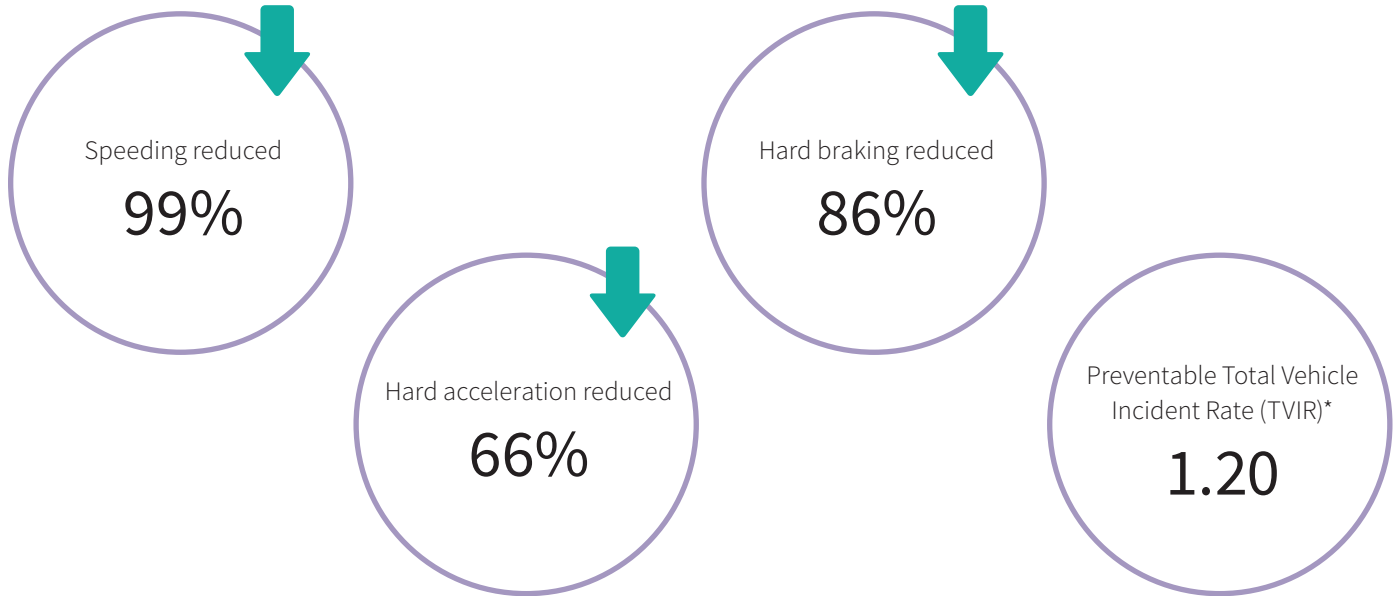 Speeding reduced
99%
Hard acceleration reduced
66%
Hard braking reduced
86%
Preventable Total Vehicle
Incident Rate (TVIR)*
1.20